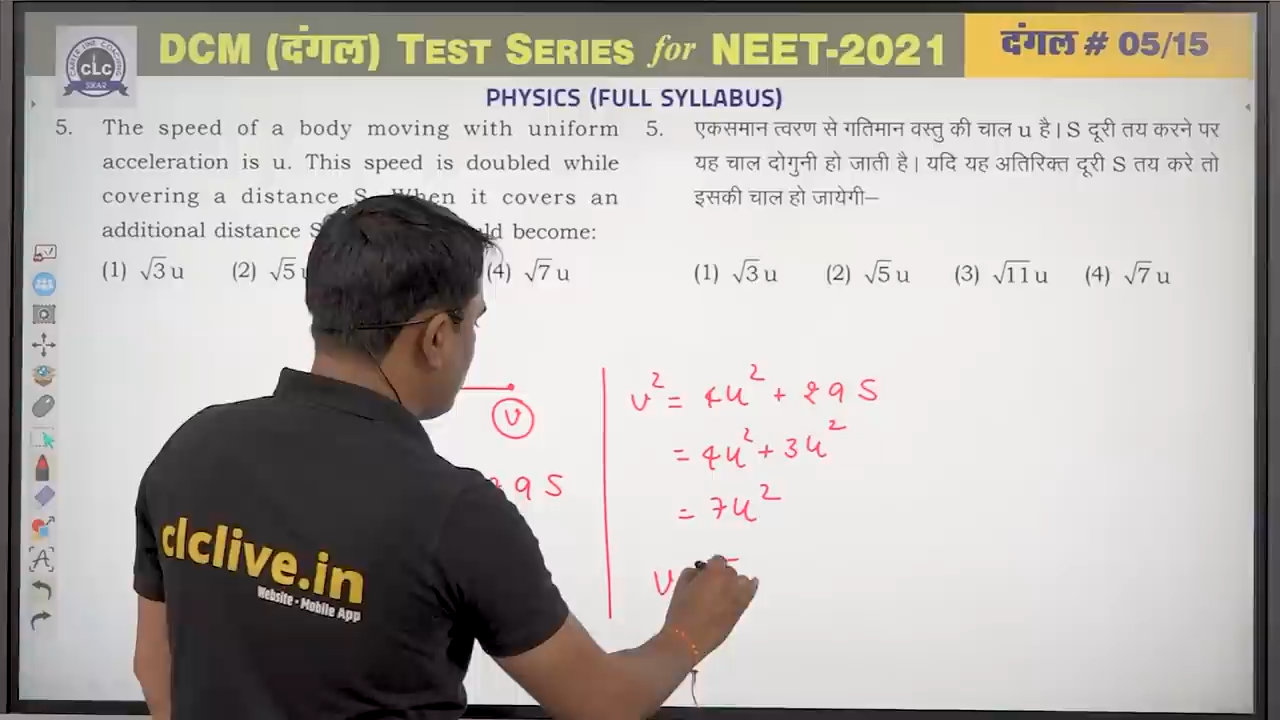 DCM (दंगल) TEST SERIES for NEET-2021
दंगल # 05/15
CLC
SIKAR
PHYSICS (FULL SYLLABUS)
5. The speed of a body moving with uniform
acceleration is u. This speed is doubled while
covering a distance S. When it covers an
additional distance S ld become:
(1) √3 u (2) √5 u (4) √7 u
5. एकसमान त्वरण से गतिमान वस्तु की चाल u है। S दूरी तय करने पर
यह चाल दोगुनी हो जाती है। यदि यह अतिरिक्त दूरी S तय करे तो
इसकी चाल हो जायेगी–
(1) √3 u (2) √5 u (3) √11 u (4) √7 u
v
a S
v² = 4u² + 2a S
= 4u² + 3u²
= 7u²
v
clclive.in
Website - Mobile App